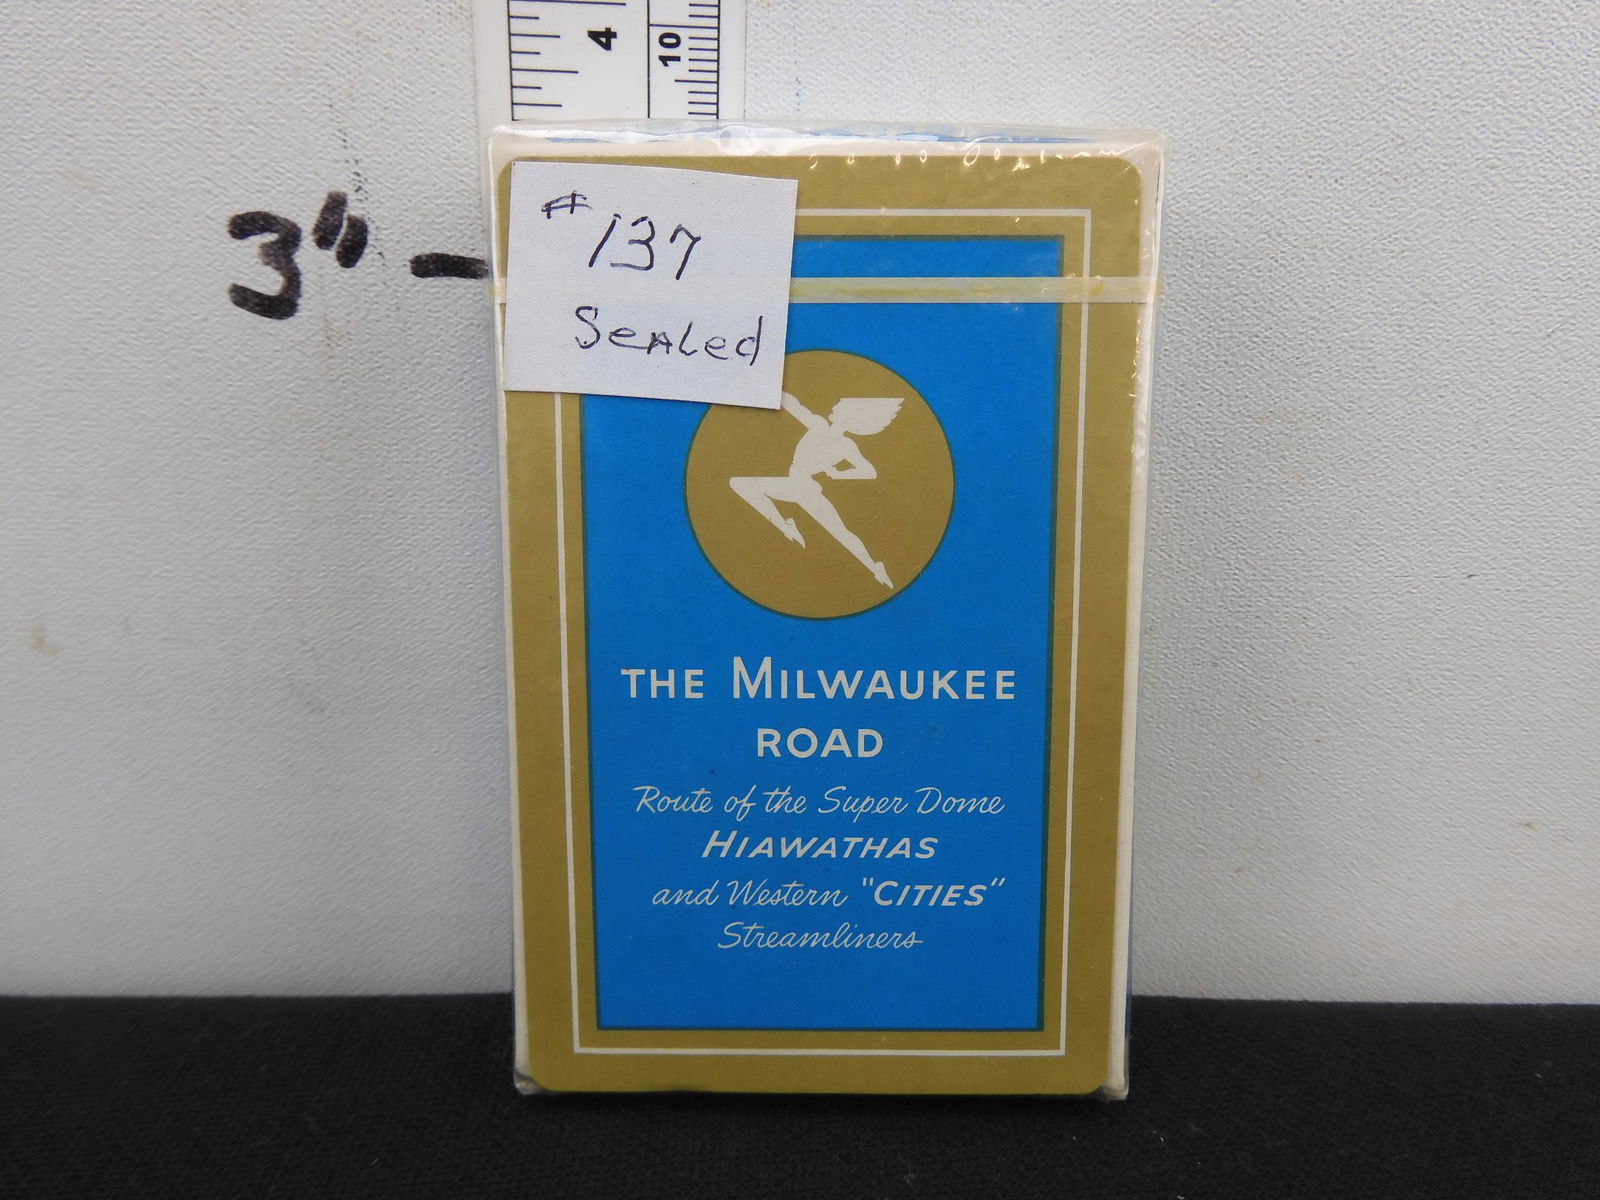 4
10
3" -
# 137
Sealed
THE MILWAUKEE
ROAD
Route of the Super Dome
HIAWATHAS
and Western "CITIES"
Streamliners